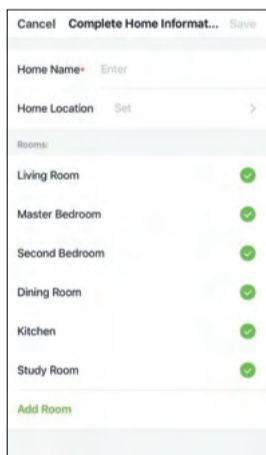 Cancel Complete Home Informat... Save
Home Name* Enter
Home Location Set
Rooms:
Living Room
Master Bedroom
Second Bedroom
Dining Room
Kitchen
Study Room
Add Room